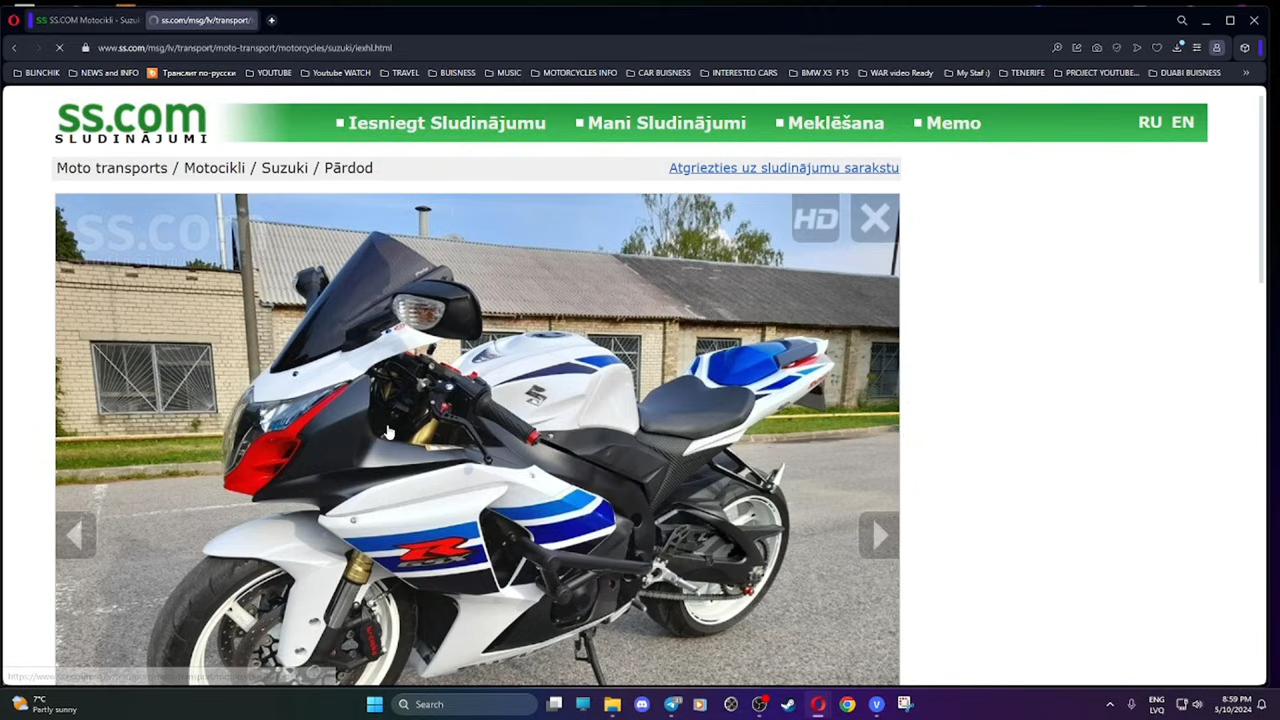 SS SS.COM Motocikli - Suzuk
ss.com/msg/lv/transport/
www.ss.com/msg/lv/transport/moto-transport/motorcycles/suzuki/iexhl.html
BLINCHIK
NEWS and INFO
Транслит по-русски
YOUTUBE
Youtube WATCH
TRAVEL
BUISNESS
MUSIC
MOTORCYCLES INFO
CAR BUISNESS
INTERESTED CARS
BMW X5 F15
WAR video Ready
My Staf :)
TENERIFE
PROJECT YOUTUBE...
DUABI BUISNESS
ss.com
SLUDINĀJUMI
Iesniegt Sludinājumu
Mani Sludinājumi
Meklēšana
Memo
RU EN
Moto transports / Motocikli / Suzuki / Pārdod
Atgriezties uz sludinājumu sarakstu
ss.com
HD
R
GSX
7°C
Partly sunny
Search
ENG
LVQ
8:59 PM
5/10/2024